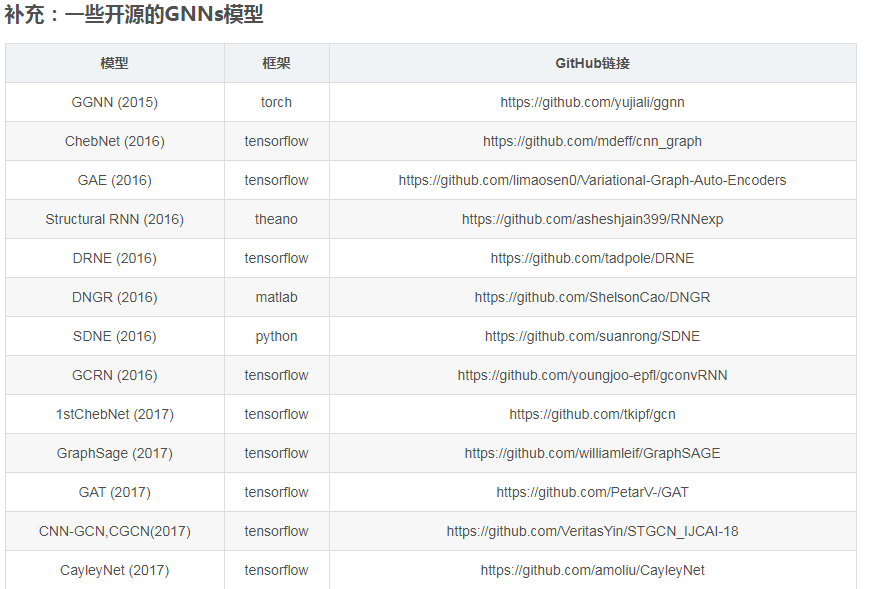 补充：一些开源的GNNs模型
模型 框架 GitHub链接
GGNN (2015) torch https://github.com/yujiali/ggnn
ChebNet (2016) tensorflow https://github.com/mdeff/cnn_graph
GAE (2016) tensorflow https://github.com/limaosen0/Variational-Graph-Auto-Encoders
Structural RNN (2016) theano https://github.com/asheshjain399/RNNexp
DRNE (2016) tensorflow https://github.com/tadpole/DRNE
DNGR (2016) matlab https://github.com/ShelsonCao/DNGR
SDNE (2016) python https://github.com/suanrong/SDNE
GCRN (2016) tensorflow https://github.com/youngjoo-epfl/gconvRNN
1stChebNet (2017) tensorflow https://github.com/tkipf/gcn
GraphSage (2017) tensorflow https://github.com/williamleif/GraphSAGE
GAT (2017) tensorflow https://github.com/PetarV-/GAT
CNN-GCN,CGCN(2017) tensorflow https://github.com/VeritasYin/STGCN_IJCAI-18
CayleyNet (2017) tensorflow https://github.com/amoliu/CayleyNet